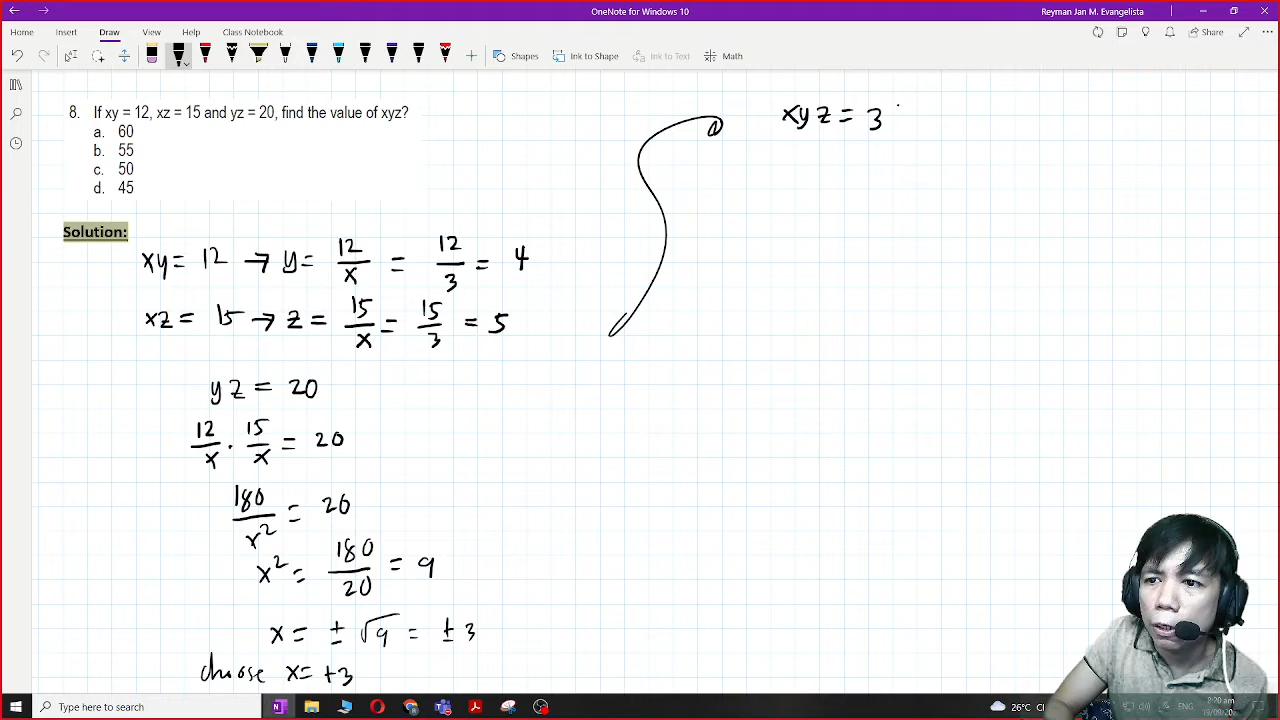 OneNote for Windows 10
Reyman Jan M. Evangelista
Home Insert Draw View Help Class Notebook
Share
Shapes Ink to Shape Ink to Text Math
8. If xy = 12, xz = 15 and yz = 20, find the value of xyz?
a. 60
b. 55
c. 50
d. 45
Solution:
xy = 12 → y = 12/x = 12/3 = 4
xz = 15 → z = 15/x = 15/3 = 5
yz = 20
12/x · 15/x = 20
180/x² = 20
x² = 180/20 = 9
x = ± √9 = ± 3
choose x = +3
xyz = 3
Type here to search
26°C
ENG
8:20 am